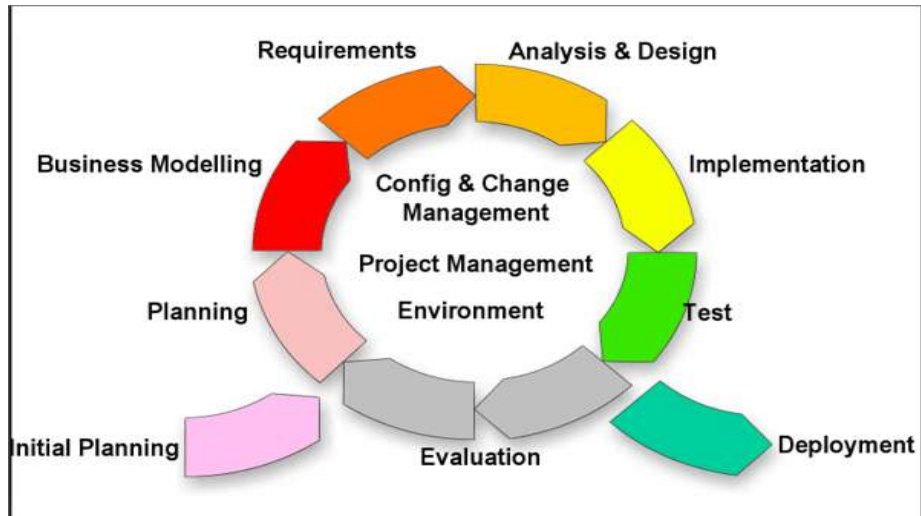 Requirements
Analysis & Design
Business Modelling
Implementation
Config & Change
Management
Project Management
Planning
Environment
Test
Initial Planning
Evaluation
Deployment